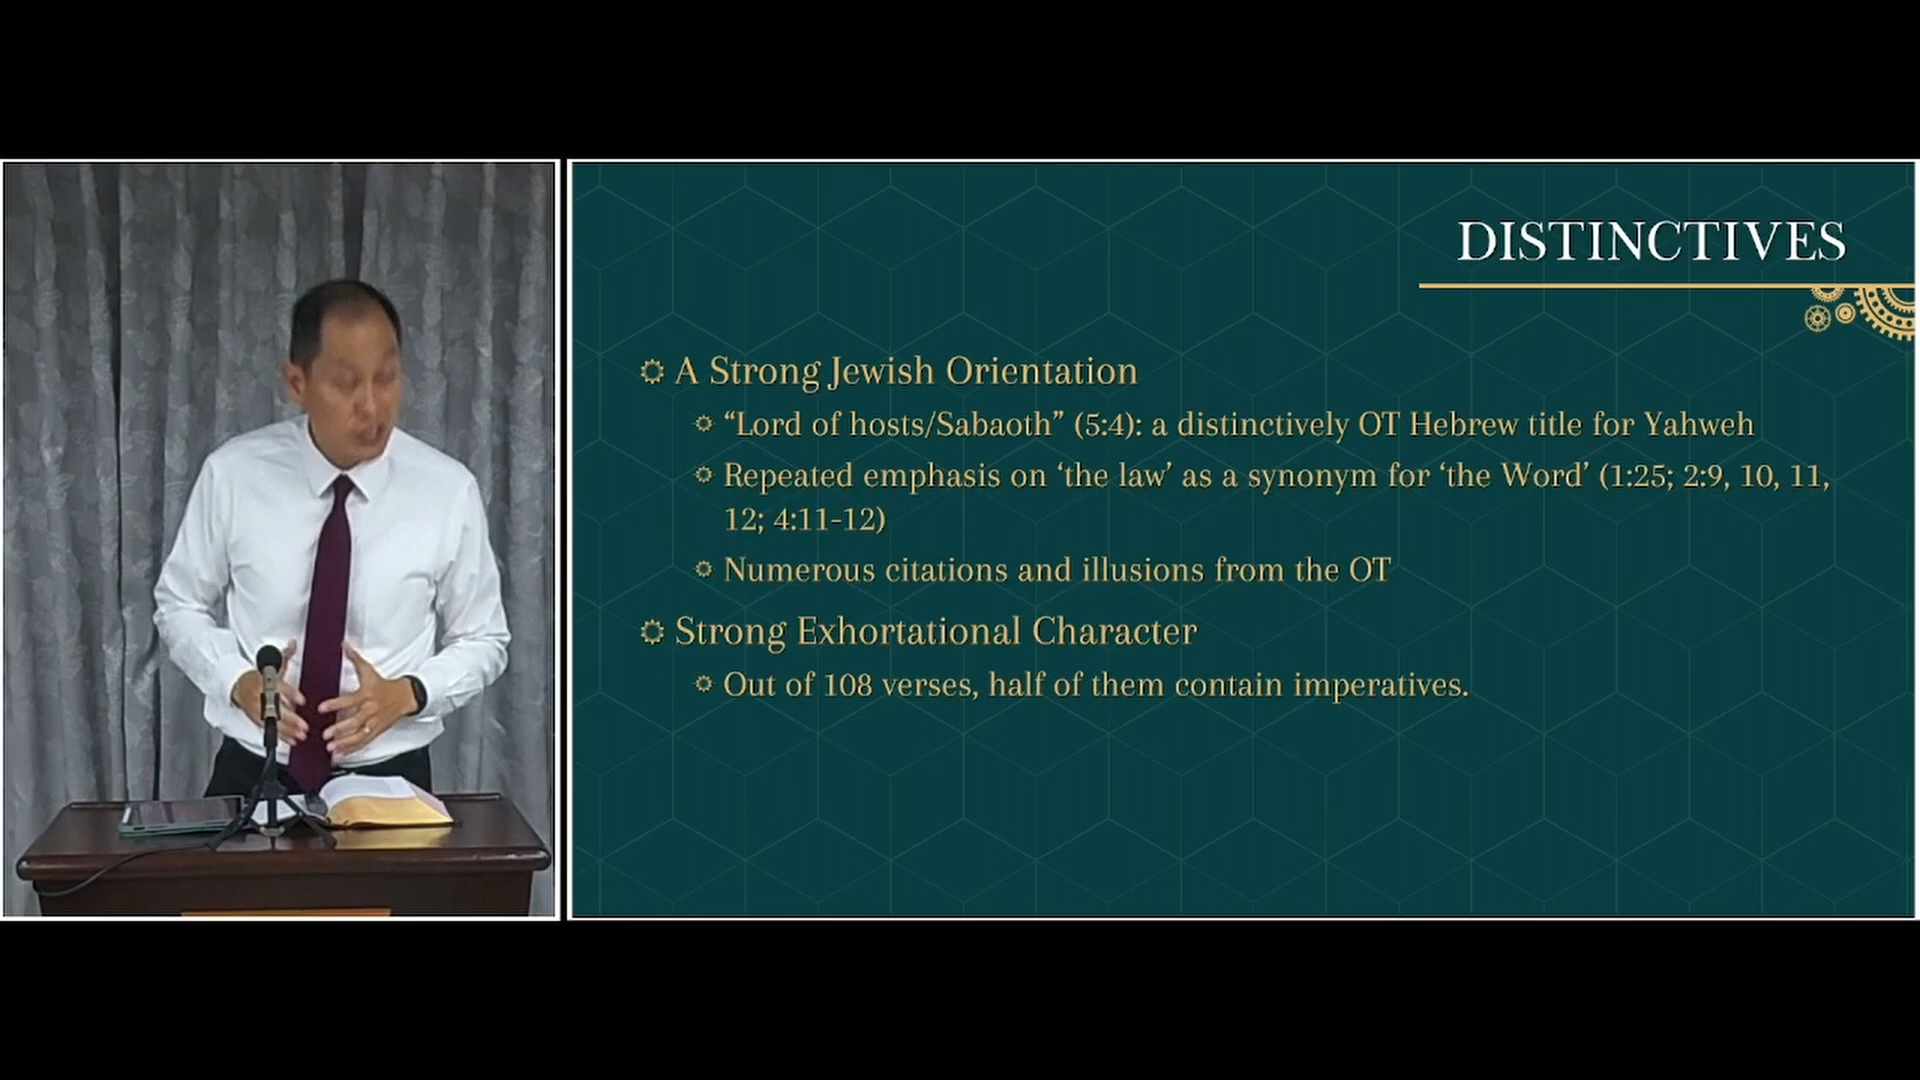 DISTINCTIVES
A Strong Jewish Orientation
“Lord of hosts/Sabaoth” (5:4): a distinctively OT Hebrew title for Yahweh
Repeated emphasis on ‘the law’ as a synonym for ‘the Word’ (1:25; 2:9, 10, 11,
12; 4:11-12)
Numerous citations and illusions from the OT
Strong Exhortational Character
Out of 108 verses, half of them contain imperatives.